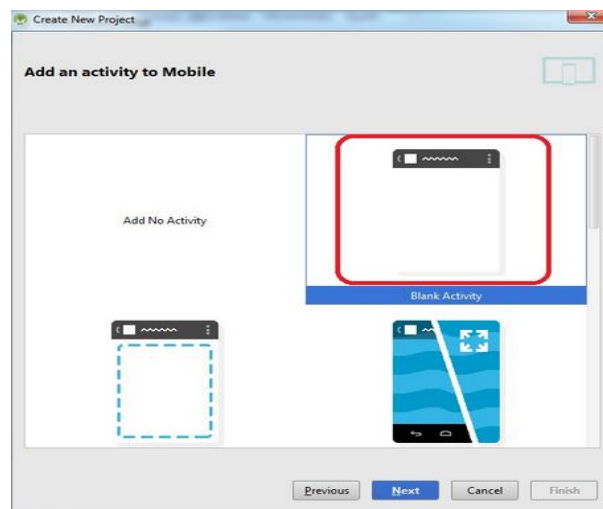 Create New Project
Add an activity to Mobile
Add No Activity
Blank Activity
Previous
Next
Cancel
Finish